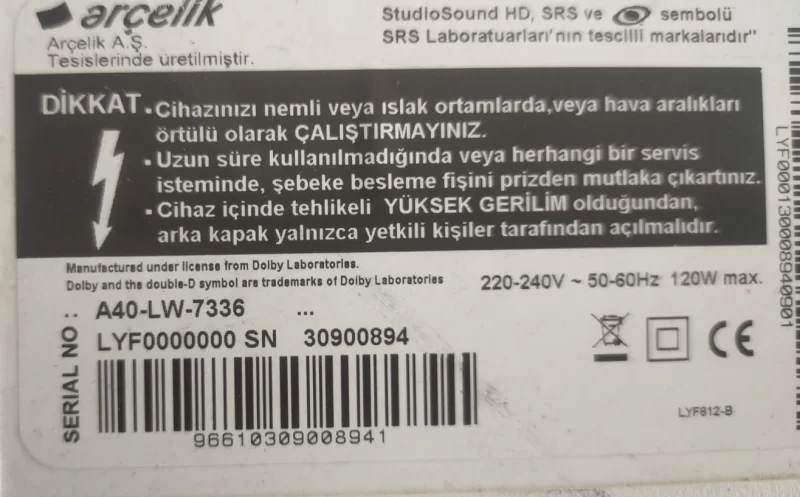 arçelik
Arçelik A.Ş.
Tesislerinde üretilmiştir.
StudioSound HD, SRS ve sembolü
SRS Laboratuarları'nın tescilli markalarıdır"
DİKKAT
• Cihazınızı nemli veya ıslak ortamlarda,veya hava aralıkları
örtülü olarak ÇALIŞTIRMAYINIZ.
• Uzun süre kullanılmadığında veya herhangi bir servis
isteminde, şebeke besleme fişini prizden mutlaka çıkartınız.
• Cihaz içinde tehlikeli YÜKSEK GERİLİM olduğundan,
arka kapak yalnızca yetkili kişiler tarafından açılmalıdır.
Manufactured under license from Dolby Laboratories.
Dolby and the double-D symbol are trademarks of Dolby Laboratories
220-240V ~ 50-60Hz 120W max.
A40-LW-7336 ...
LYF0000000 SN 30900894
SERIAL NO :
96610309008941
CE
LYF812-B
LYF0001300008940901